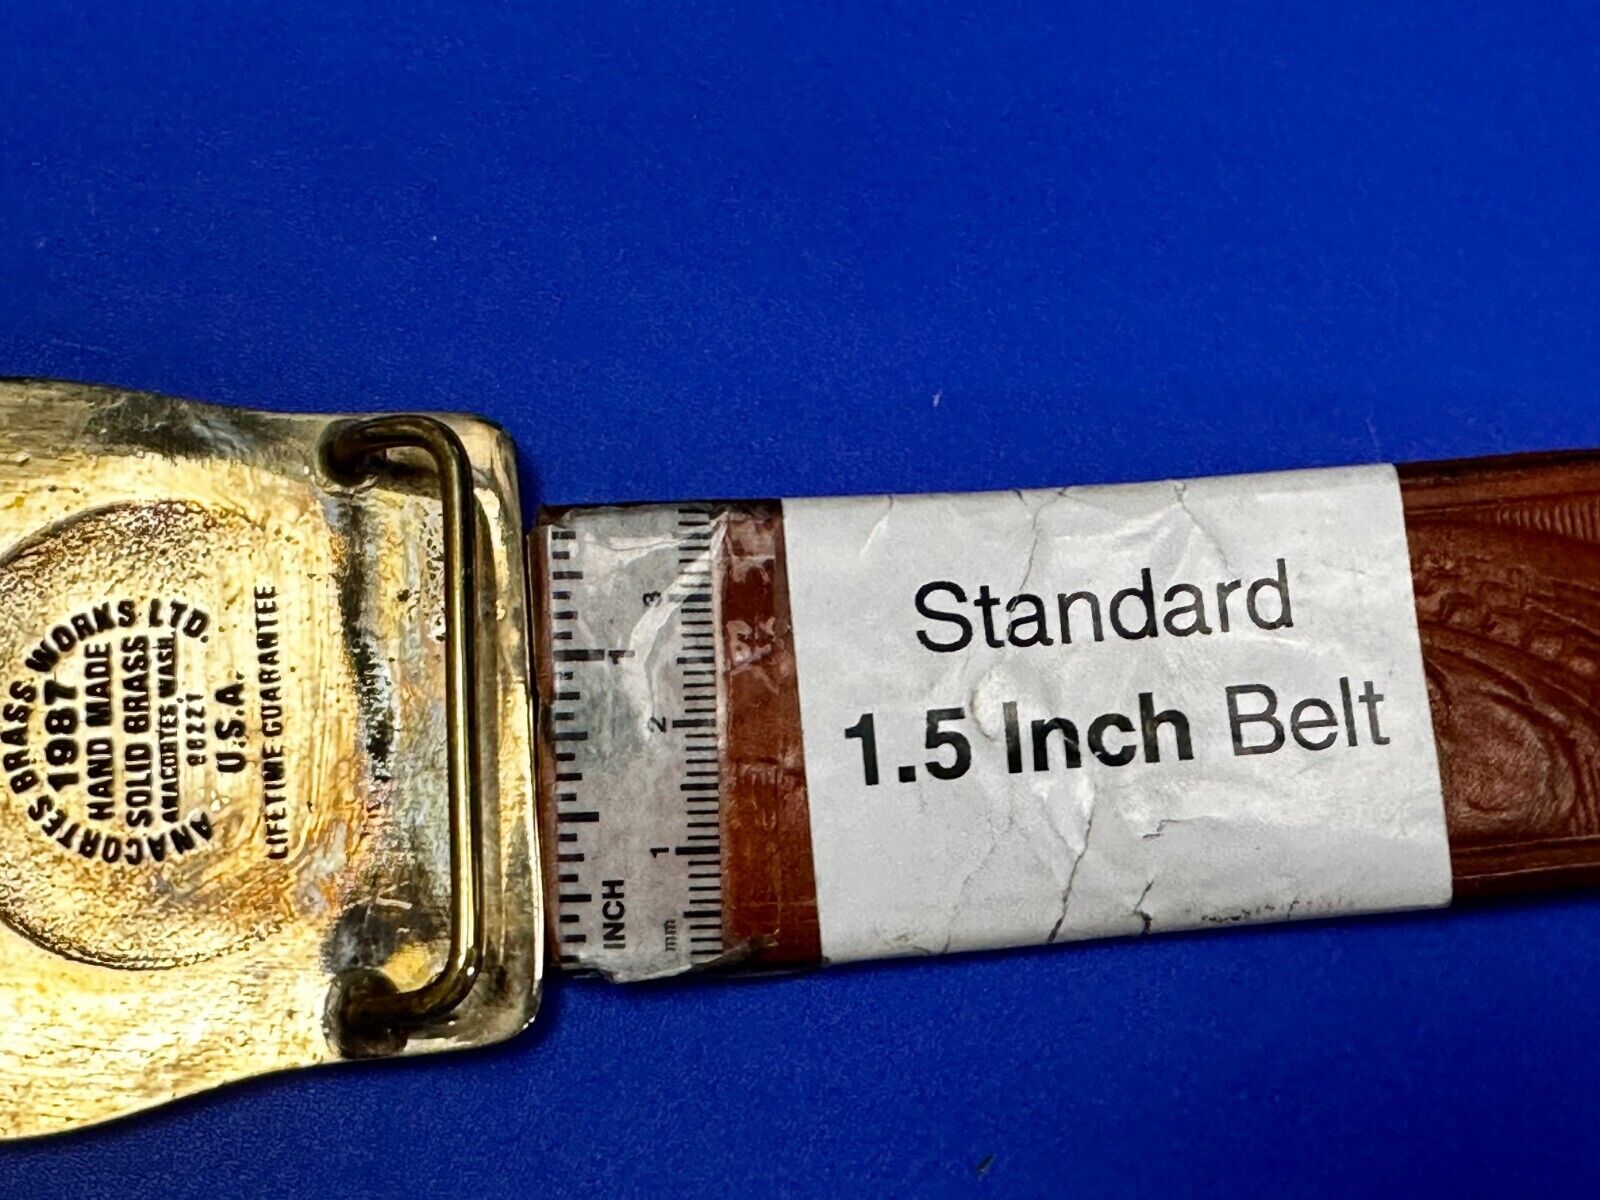 ANACORTES BRASS WORKS LTD.
1987
HAND MADE
SOLID BRASS
ANACORTES, WASH.
98221
U.S.A.
LIFETIME GUARANTEE
INCH
1
mm
1
2
3
Standard
1.5 Inch Belt